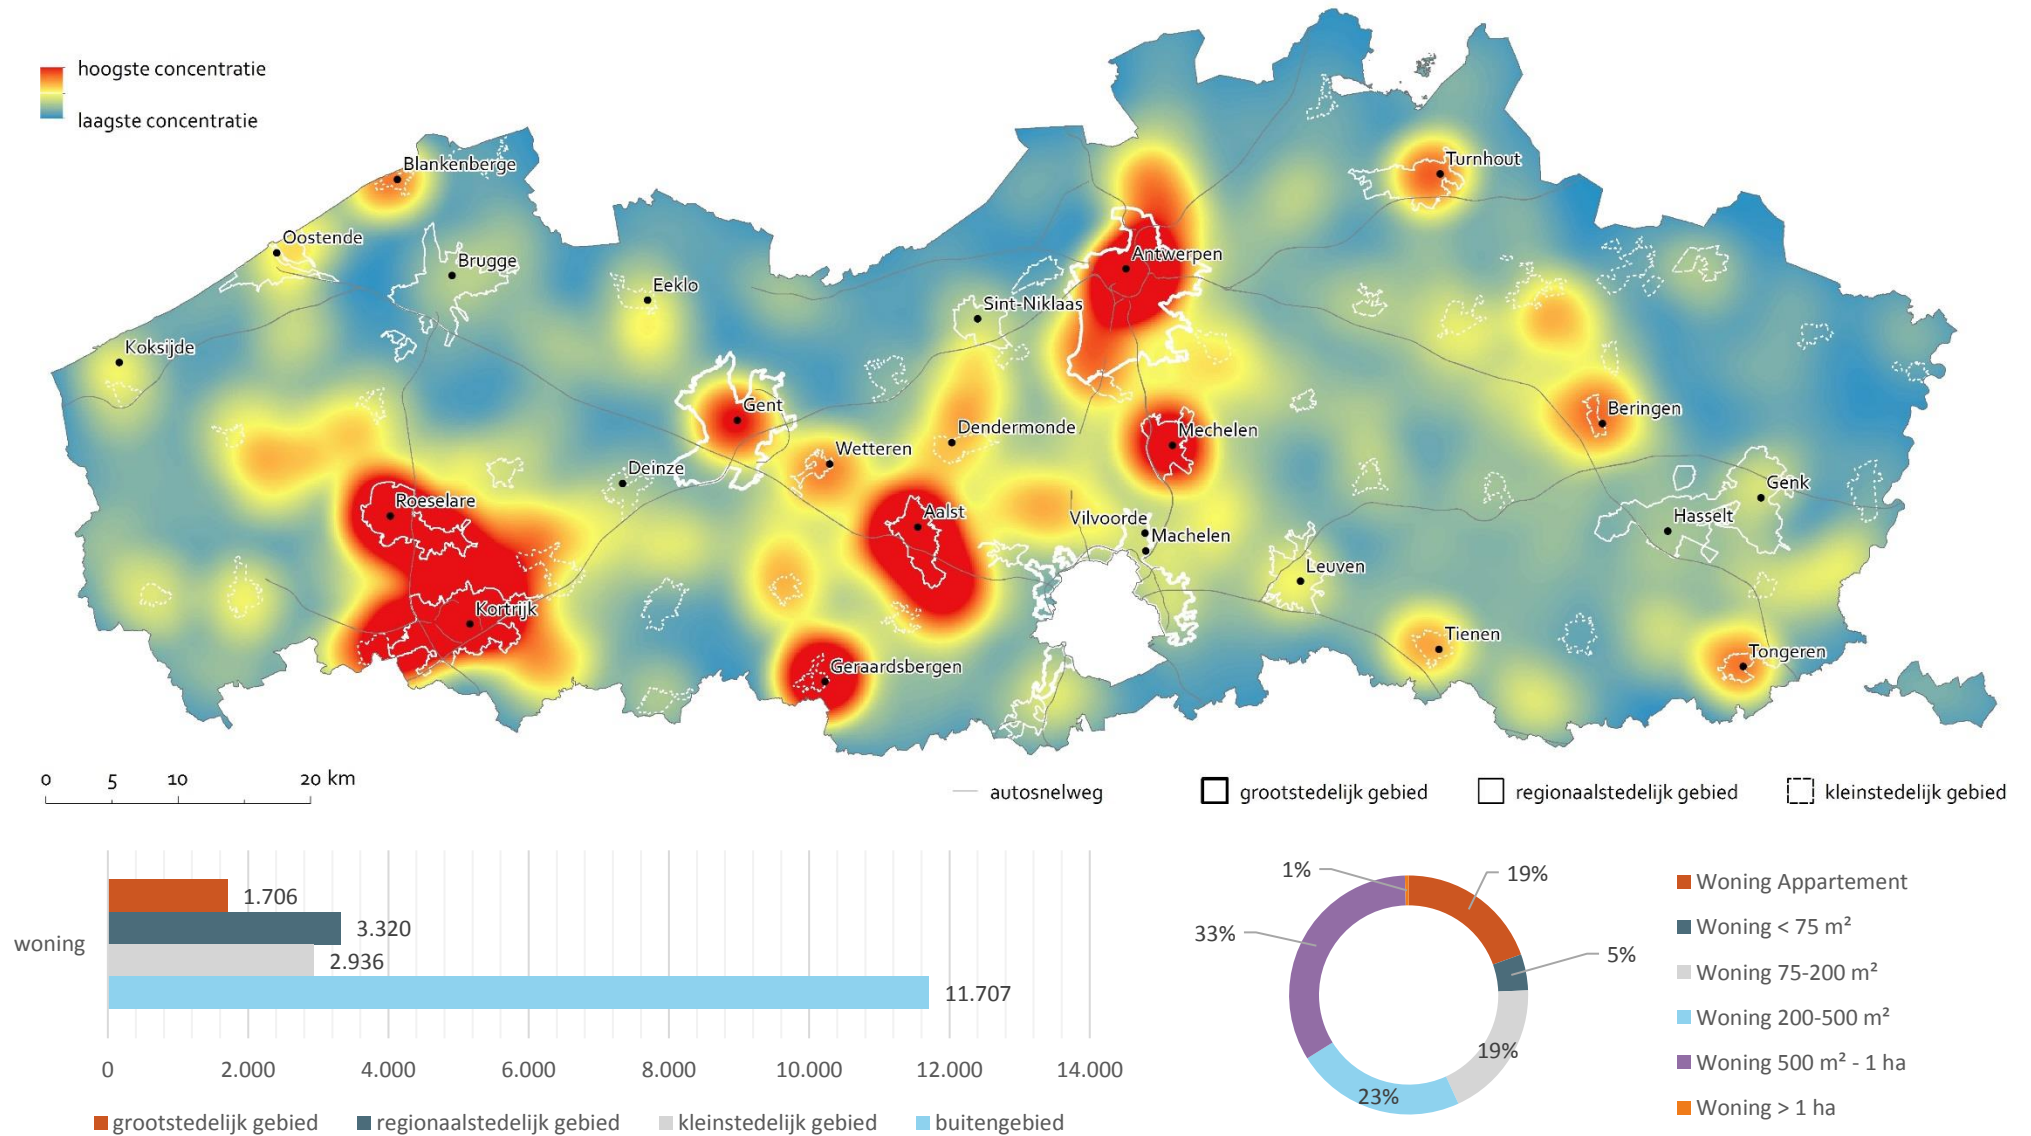 hoogste concentratie
laagste concentratie
Blankenberge
Turnhout
Oostende
Brugge
Antwerpen
Eeklo
Sint-Niklaas
Koksijde
Gent
Beringen
Dendermonde
Mechelen
Wetteren
Deinze
Genk
Roeselare
Aalst
Vilvoorde
Hasselt
Machelen
Leuven
Kortrijk
Tienen
Geraardsbergen
Tongeren
0 5 10 20 km
autosnelweg
grootstedelijk gebied
regionaalstedelijk gebied
kleinstedelijk gebied
woning
1.706
3.320
2.936
11.707
0 2.000 4.000 6.000 8.000 10.000 12.000 14.000
grootstedelijk gebied regionaalstedelijk gebied kleinstedelijk gebied buitengebied
1%
19%
33%
5%
19%
23%
Woning Appartement
Woning < 75 m²
Woning 75-200 m²
Woning 200-500 m²
Woning 500 m² - 1 ha
Woning > 1 ha